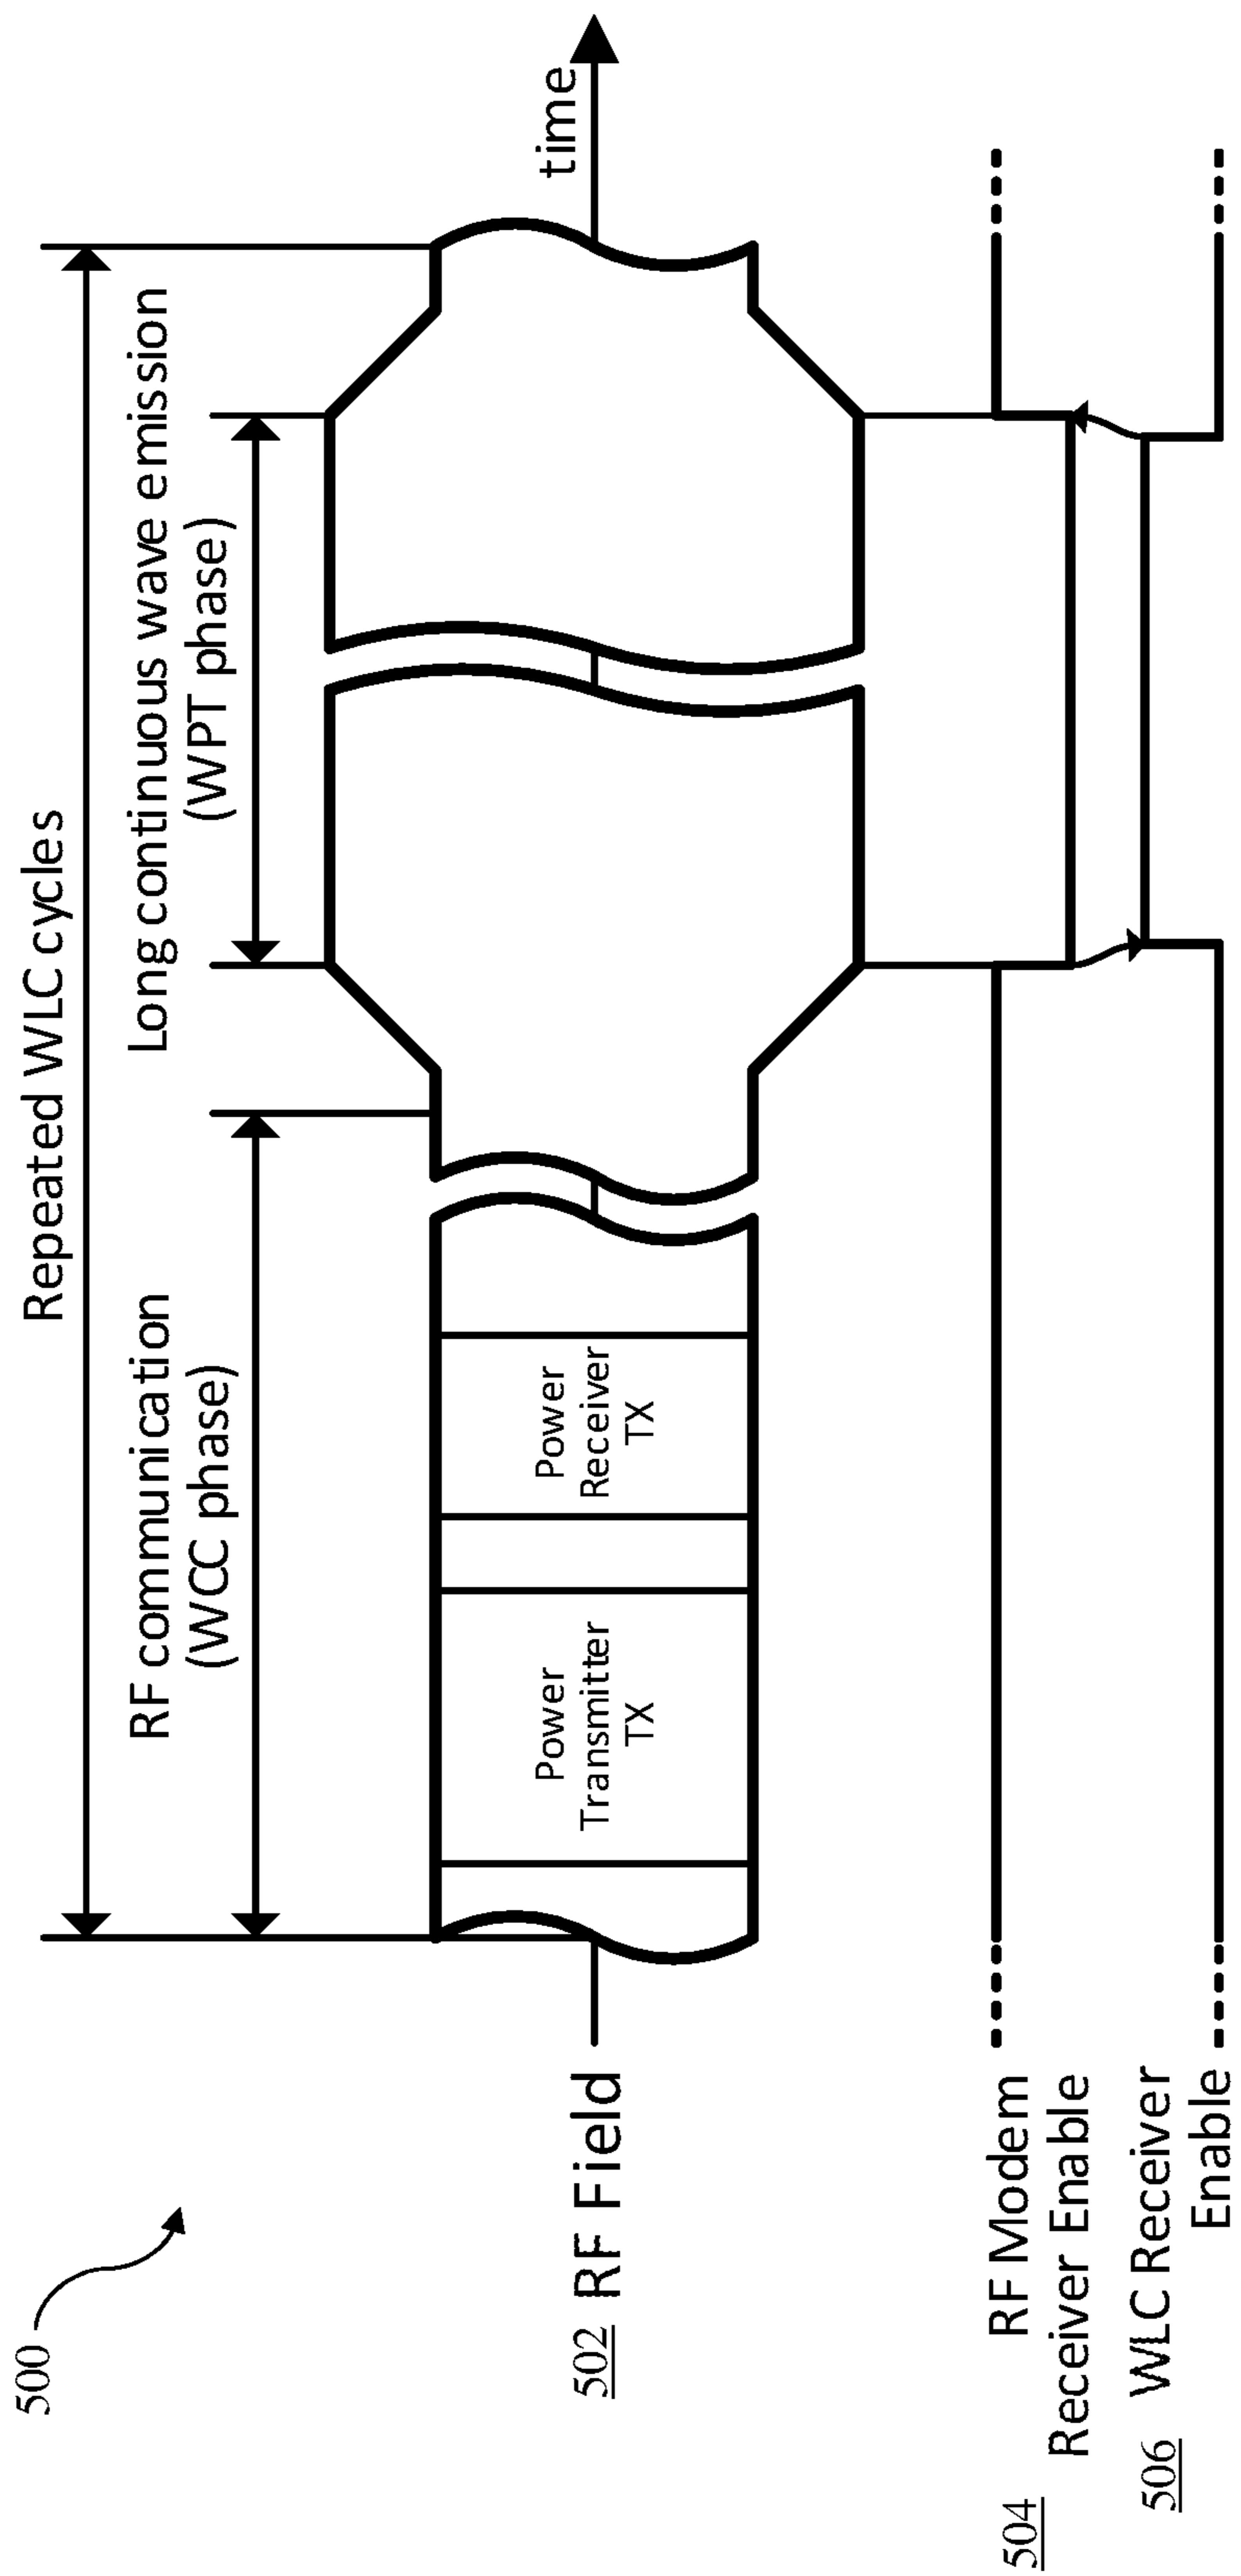 500
Repeated WLC cycles
RF communication
(WCC phase)
Long continuous wave emission
(WPT phase)
502 RF Field
Power
Transmitter
TX
Power
Receiver
TX
time
504
RF Modem
Receiver Enable
506 WLC Receiver
Enable